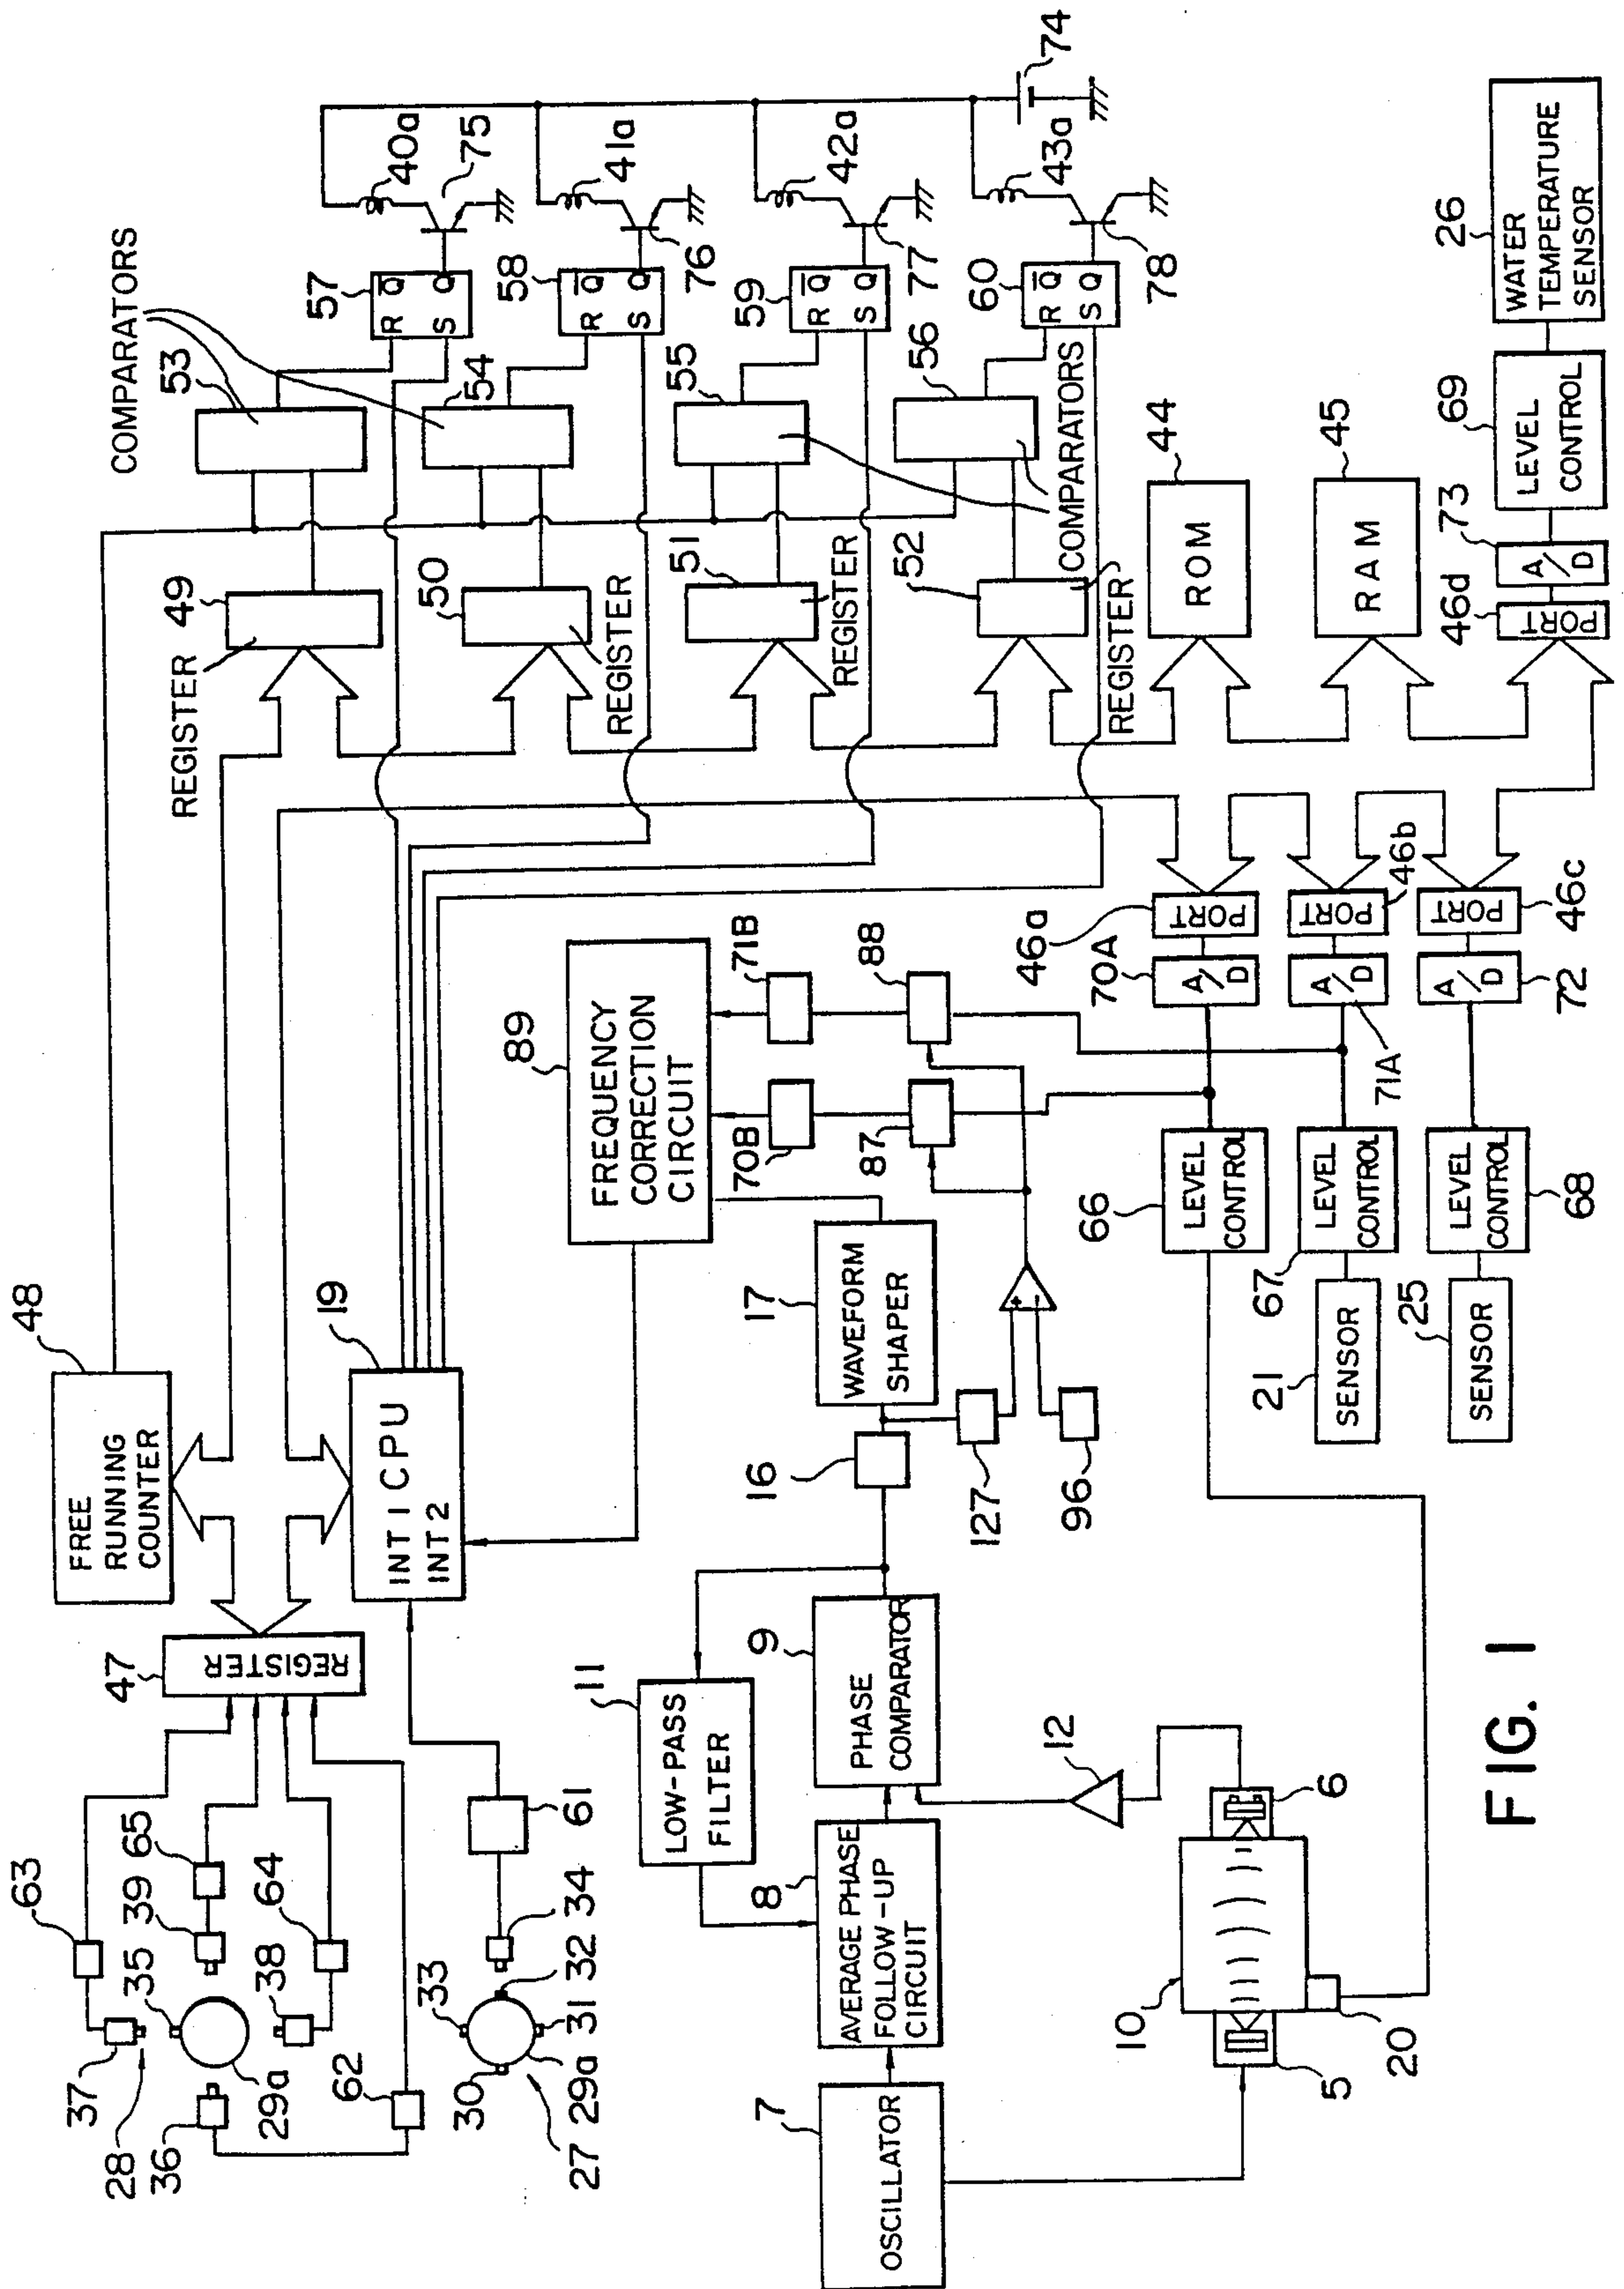 COMPARATORS
53
57
R
Q
S
Q
40a
75
49
REGISTER
54
58
R
Q
S
Q
41a
76
50
REGISTER
55
59
R
Q
S
Q
42a
77
51
REGISTER
56
60
R
Q
S
Q
43a
78
74
52
REGISTER
COMPARATORS
44
ROM
45
RAM
26
WATER
TEMPERATURE
SENSOR
69
LEVEL
CONTROL
73
A/D
46d
PORT
48
FREE
RUNNING
COUNTER
19
INT1 CPU
INT2
47
REGISTER
63
65
39
35
64
38
37
28
29a
36
62
61
34
33
32
31
30
29a
27
89
FREQUENCY
CORRECTION
CIRCUIT
71B
88
70B
87
46a
PORT
70A
A/D
46b
PORT
A/D
71A
46c
PORT
A/D
72
66
LEVEL
CONTROL
67
LEVEL
CONTROL
LEVEL
CONTROL
68
21
SENSOR
25
SENSOR
17
WAVEFORM
SHAPER
16
127
96
+
-
11
LOW-PASS
FILTER
9
PHASE
COMPARATOR
8
AVERAGE PHASE
FOLLOW-UP
CIRCUIT
7
OSCILLATOR
12
6
10
5
20
FIG. 1